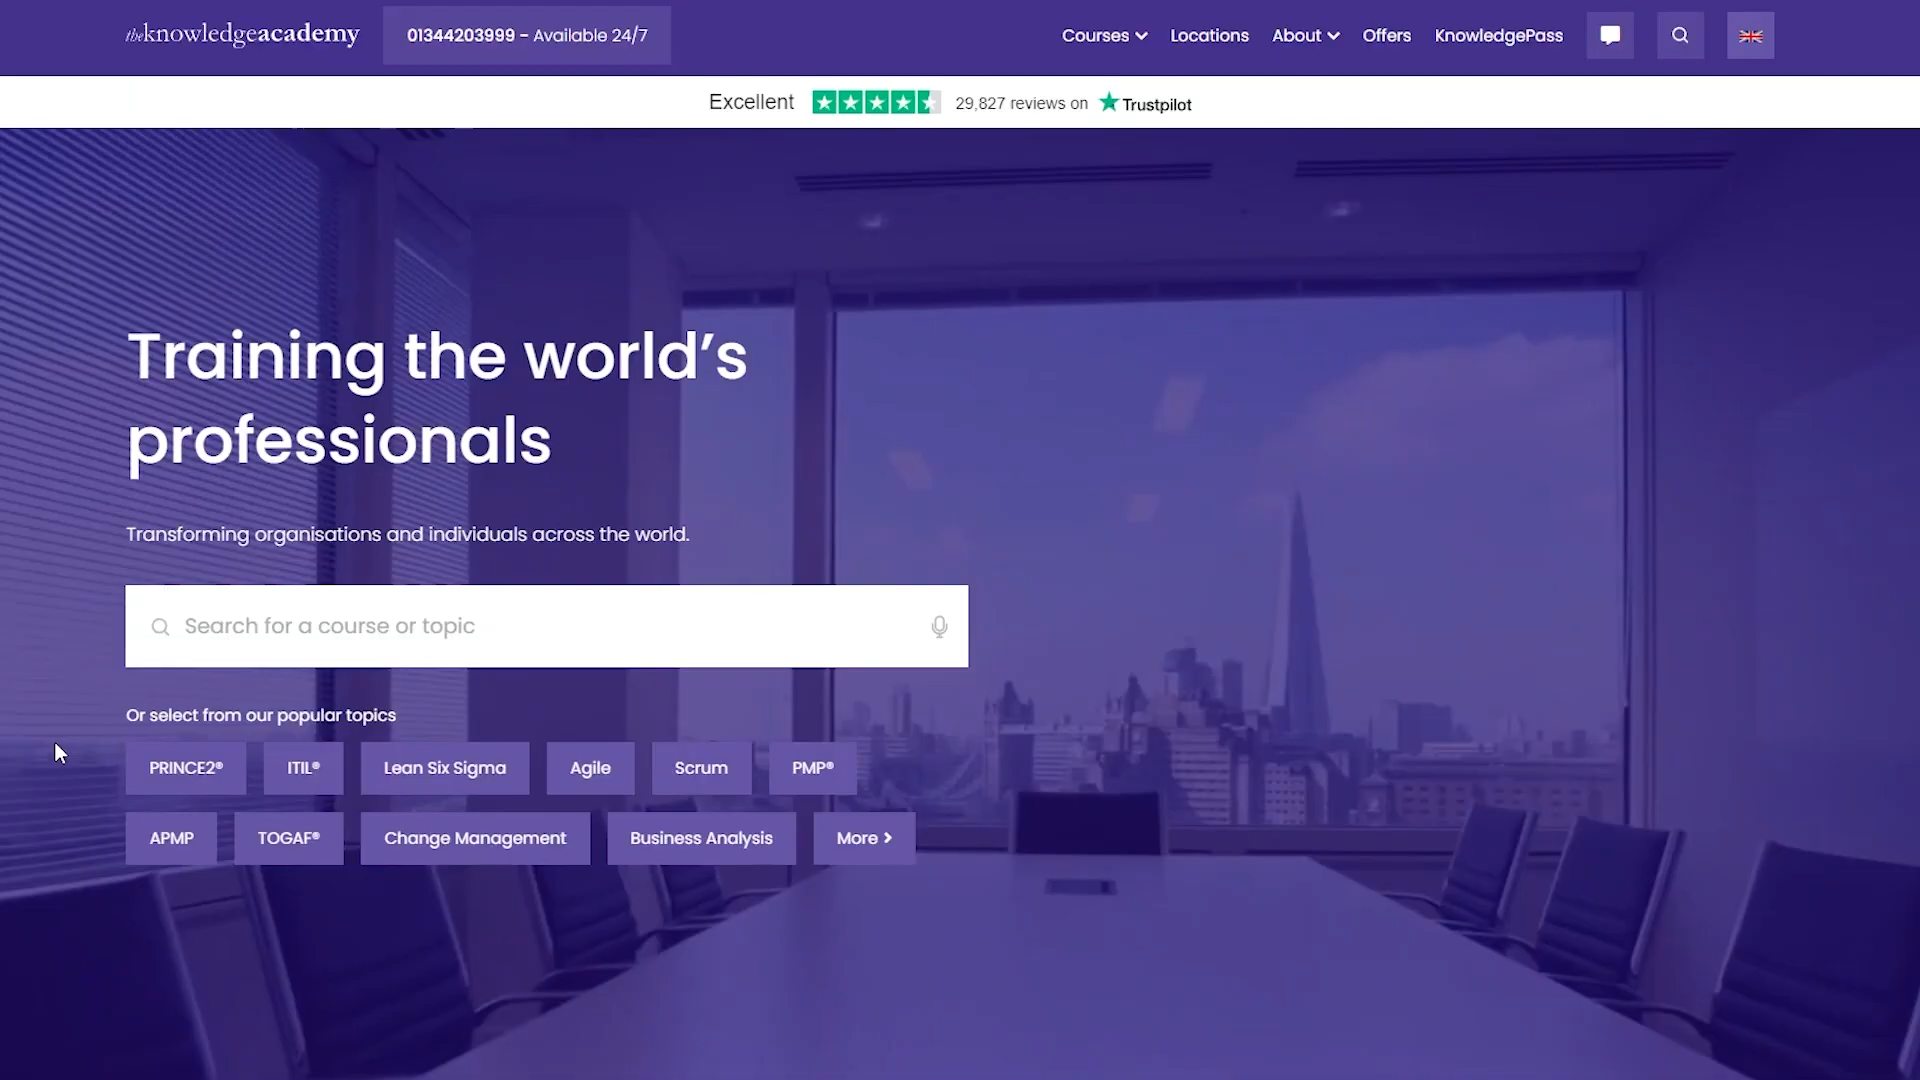 theknowledgeacademy
01344203999 - Available 24/7
Courses
Locations
About
Offers
KnowledgePass
Excellent
29,827 reviews on
Trustpilot
Training the world’s
professionals
Transforming organisations and individuals across the world.
Search for a course or topic
Or select from our popular topics
PRINCE2®
ITIL®
Lean Six Sigma
Agile
Scrum
PMP®
APMP
TOGAF®
Change Management
Business Analysis
More